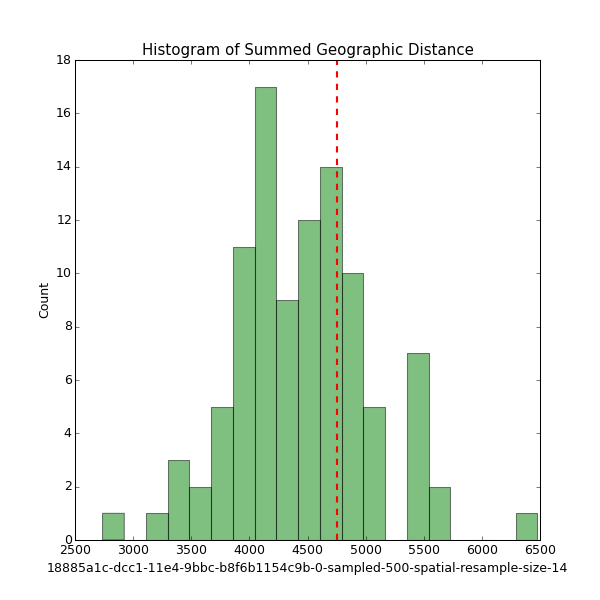 Histogram of Summed Geographic Distance
18
16
14
12
10
8
6
4
2
0
Count
2500 3000 3500 4000 4500 5000 5500 6000 6500
18885a1c-dcc1-11e4-9bbc-b8f6b1154c9b-0-sampled-500-spatial-resample-size-14